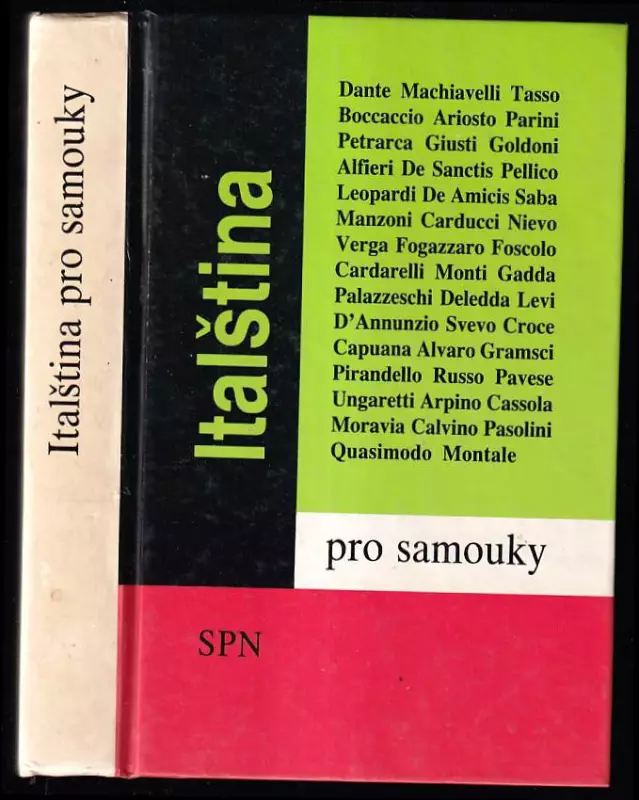 Italština pro samouky
Italština
Dante Machiavelli Tasso
Boccaccio Ariosto Parini
Petrarca Giusti Goldoni
Alfieri De Sanctis Pellico
Leopardi De Amicis Saba
Manzoni Carducci Nievo
Verga Fogazzaro Foscolo
Cardarelli Monti Gadda
Palazzeschi Deledda Levi
D'Annunzio Svevo Croce
Capuana Alvaro Gramsci
Pirandello Russo Pavese
Ungaretti Arpino Cassola
Moravia Calvino Pasolini
Quasimodo Montale
pro samouky
SPN